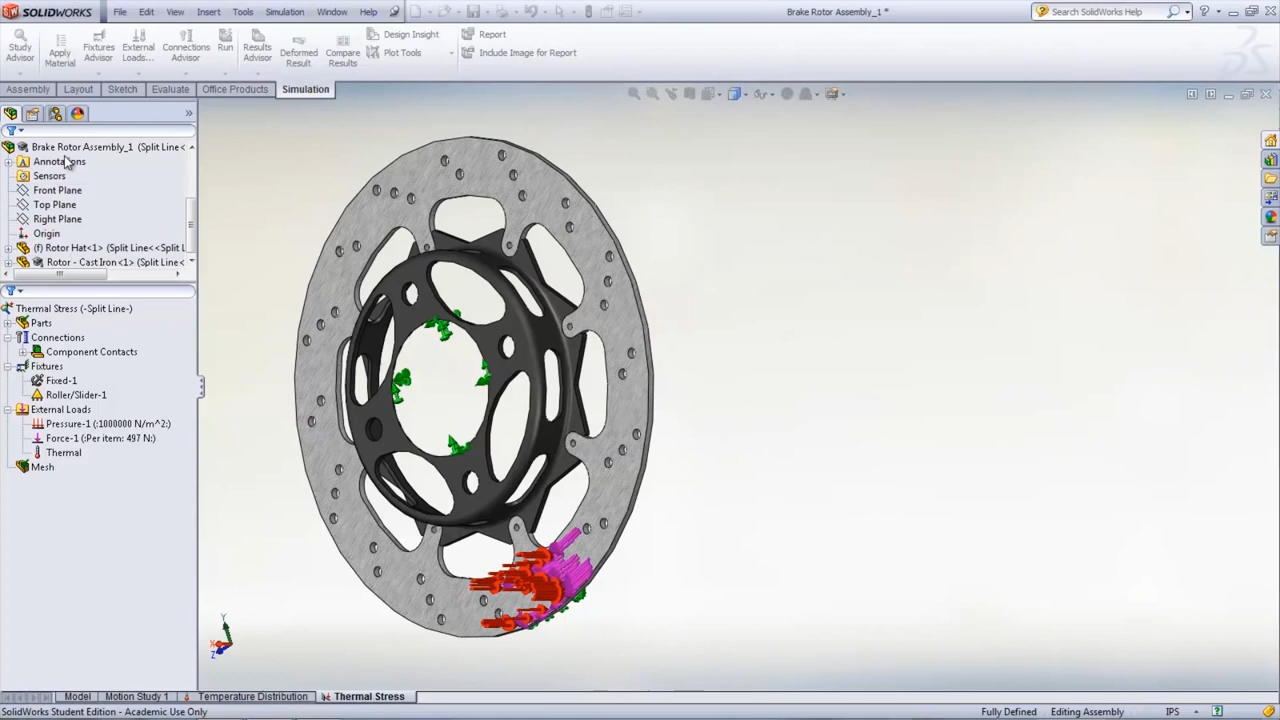 SOLIDWORKS File Edit View Insert Tools Simulation Window Help Brake Rotor Assembly_1 * Search SolidWorks Help
Study Advisor Apply Material Fixtures Advisor External Loads... Connections Advisor Run Results Advisor Deformed Result Compare Results Design Insight Plot Tools Report Include Image for Report
Assembly Layout Sketch Evaluate Office Products Simulation
Brake Rotor Assembly_1 (Split Line<
Annotations
Sensors
Front Plane
Top Plane
Right Plane
Origin
(f) Rotor Hat<1> (Split Line<<Split L
Rotor - Cast Iron<1> (Split Line<
Thermal Stress (-Split Line-)
Parts
Connections
Component Contacts
Fixtures
Fixed-1
Roller/Slider-1
External Loads
Pressure-1 (:1000000 N/m^2:)
Force-1 (:Per item: 497 N:)
Thermal
Mesh
Y
X
Z
Model Motion Study 1 Temperature Distribution Thermal Stress
SolidWorks Student Edition - Academic Use Only Fully Defined Editing Assembly IPS